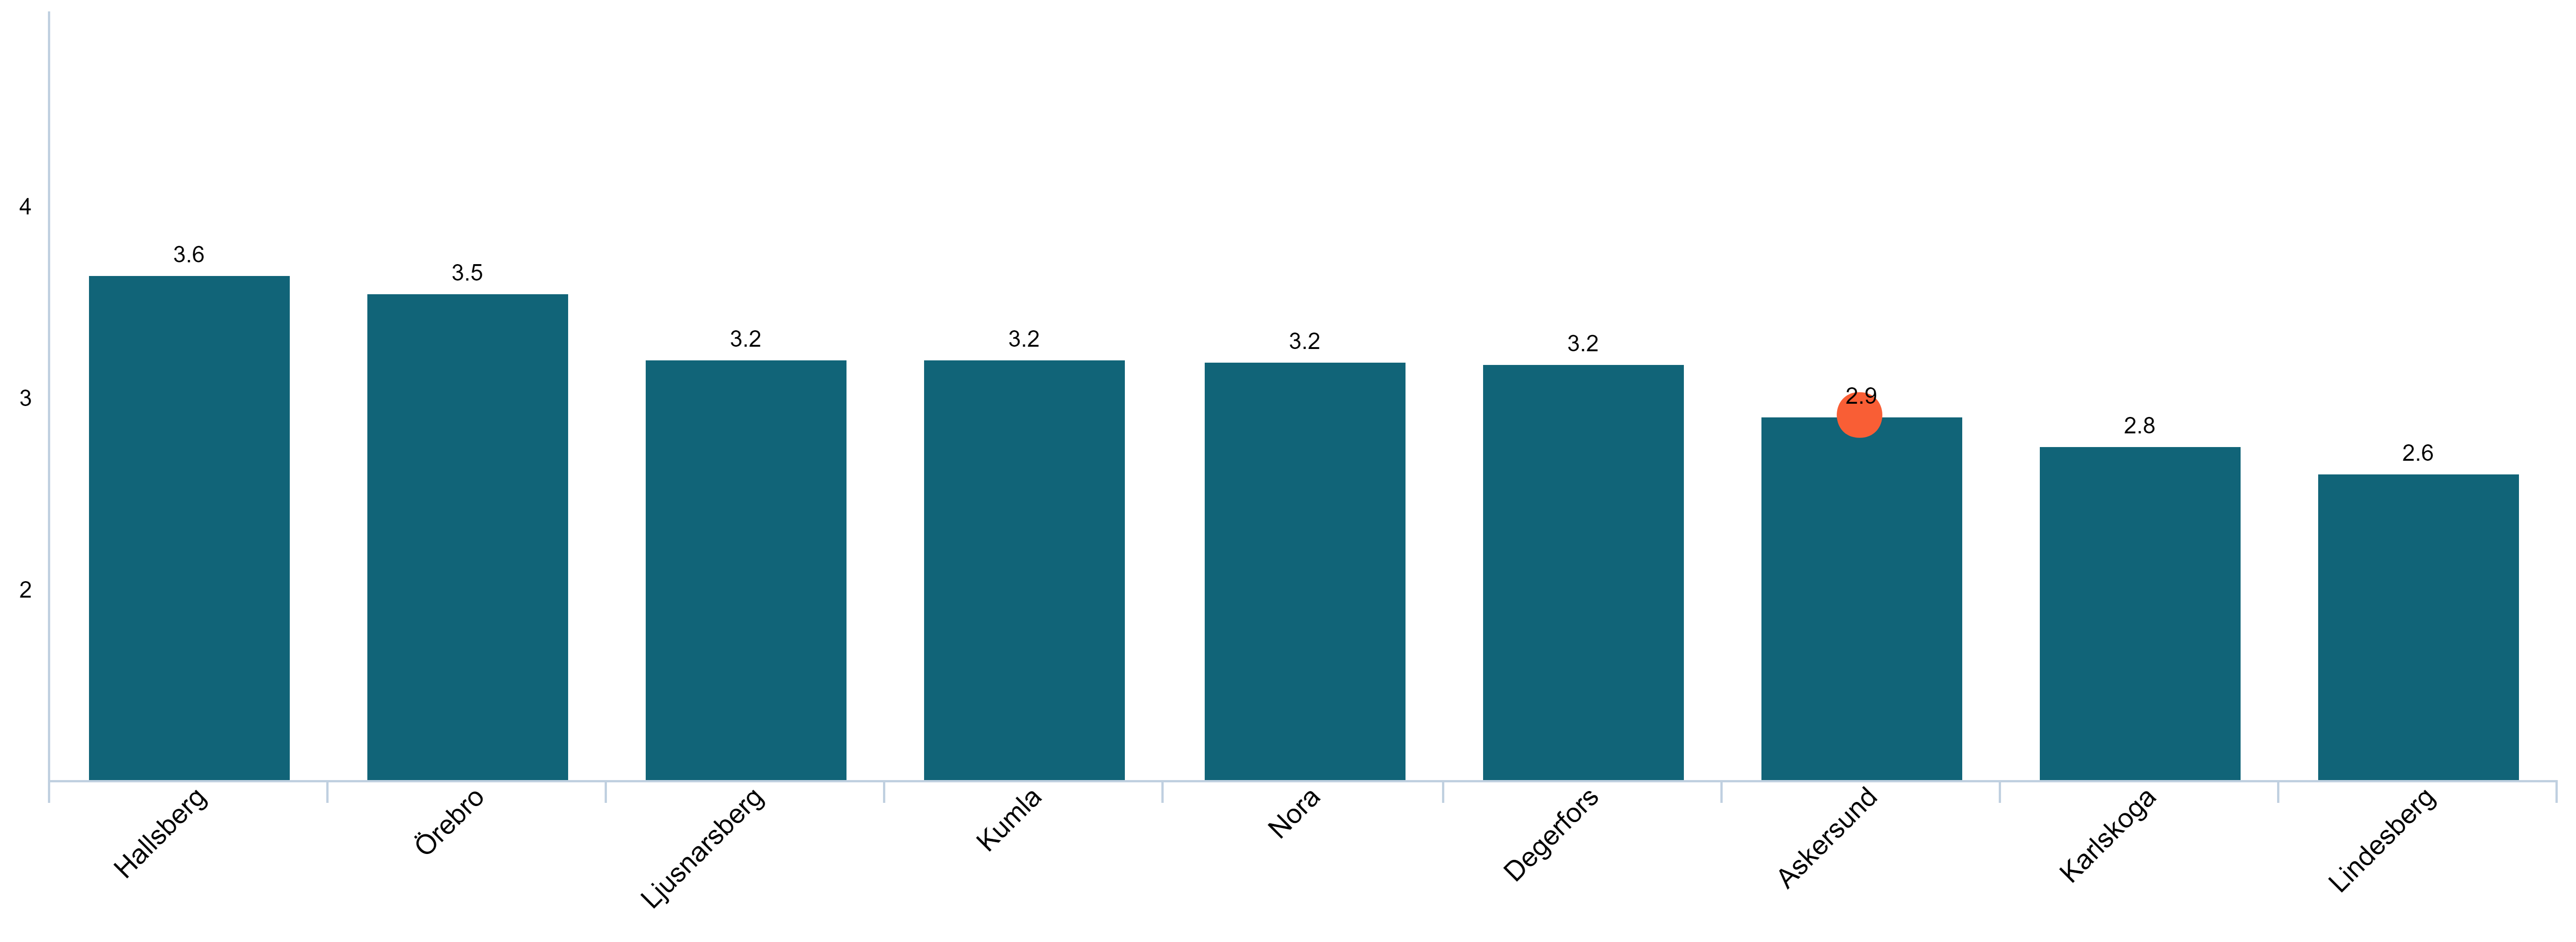 4
3
2
3.6
3.5
3.2
3.2
3.2
3.2
2.9
2.8
2.6
Hallsberg
Örebro
Ljusnarsberg
Kumla
Nora
Degerfors
Askersund
Karlskoga
Lindesberg